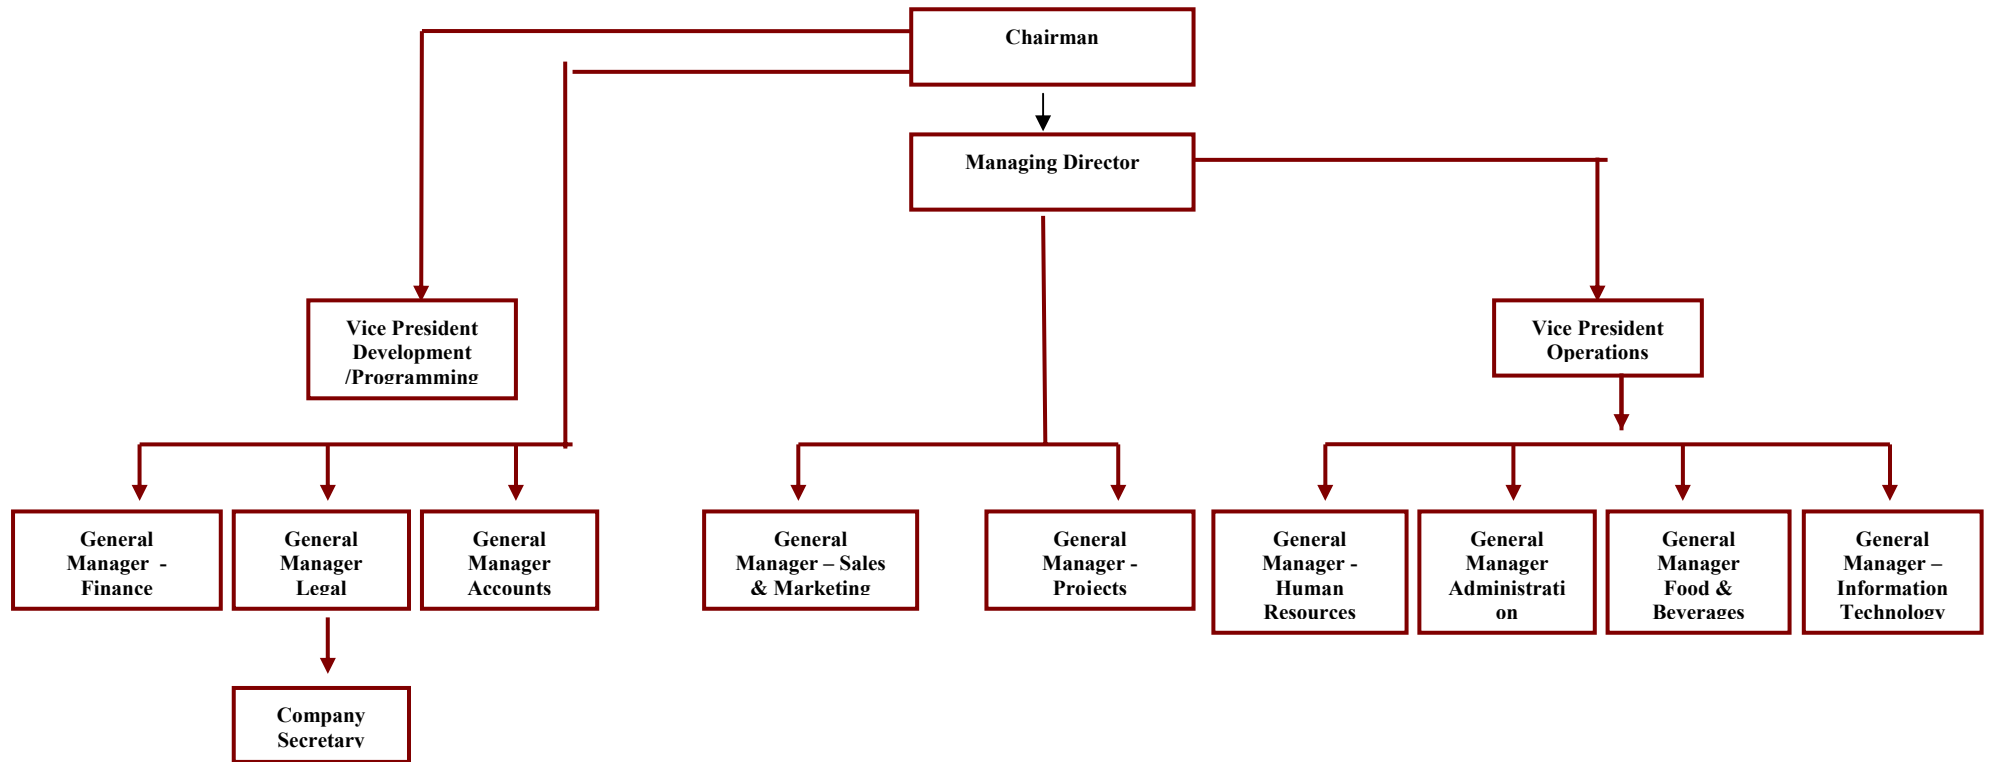 Chairman
Managing Director
Vice President
Development
/Programming
Vice President
Operations
General
Manager -
Finance
General
Manager
Legal
General
Manager
Accounts
General
Manager – Sales
& Marketing
General
Manager -
Projects
General
Manager -
Human
Resources
General
Manager
Administrati
on
General
Manager
Food &
Beverages
General
Manager –
Information
Technology
Company
Secretary